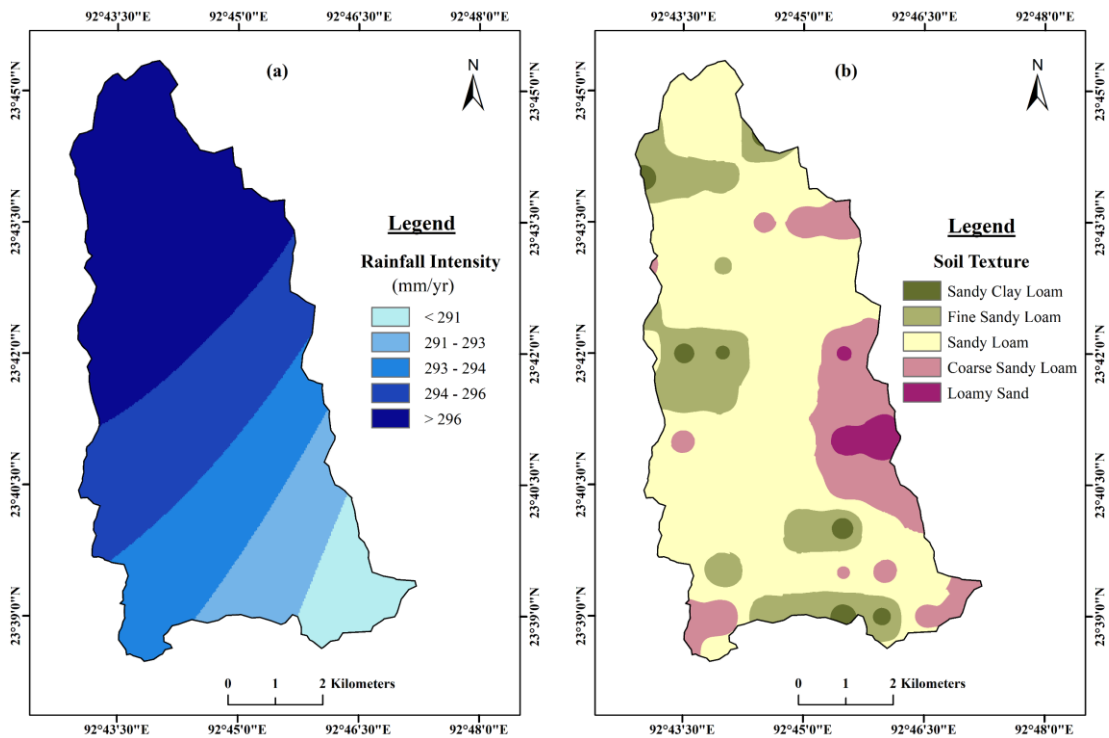 92°43'30"E 92°45'0"E 92°46'30"E 92°48'0"E
(a)
N
Legend
Rainfall Intensity
(mm/yr)
< 291
291 - 293
293 - 294
294 - 296
> 296
0 1 2 Kilometers
23°45'0"N
23°43'30"N
23°42'0"N
23°40'30"N
23°39'0"N
23°45'0"N
23°43'30"N
23°42'0"N
23°40'30"N
23°39'0"N
92°43'30"E 92°45'0"E 92°46'30"E 92°48'0"E
92°43'30"E 92°45'0"E 92°46'30"E 92°48'0"E
(b)
N
Legend
Soil Texture
Sandy Clay Loam
Fine Sandy Loam
Sandy Loam
Coarse Sandy Loam
Loamy Sand
0 1 2 Kilometers
23°45'0"N
23°43'30"N
23°42'0"N
23°40'30"N
23°39'0"N
23°45'0"N
23°43'30"N
23°42'0"N
23°40'30"N
23°39'0"N
92°43'30"E 92°45'0"E 92°46'30"E 92°48'0"E